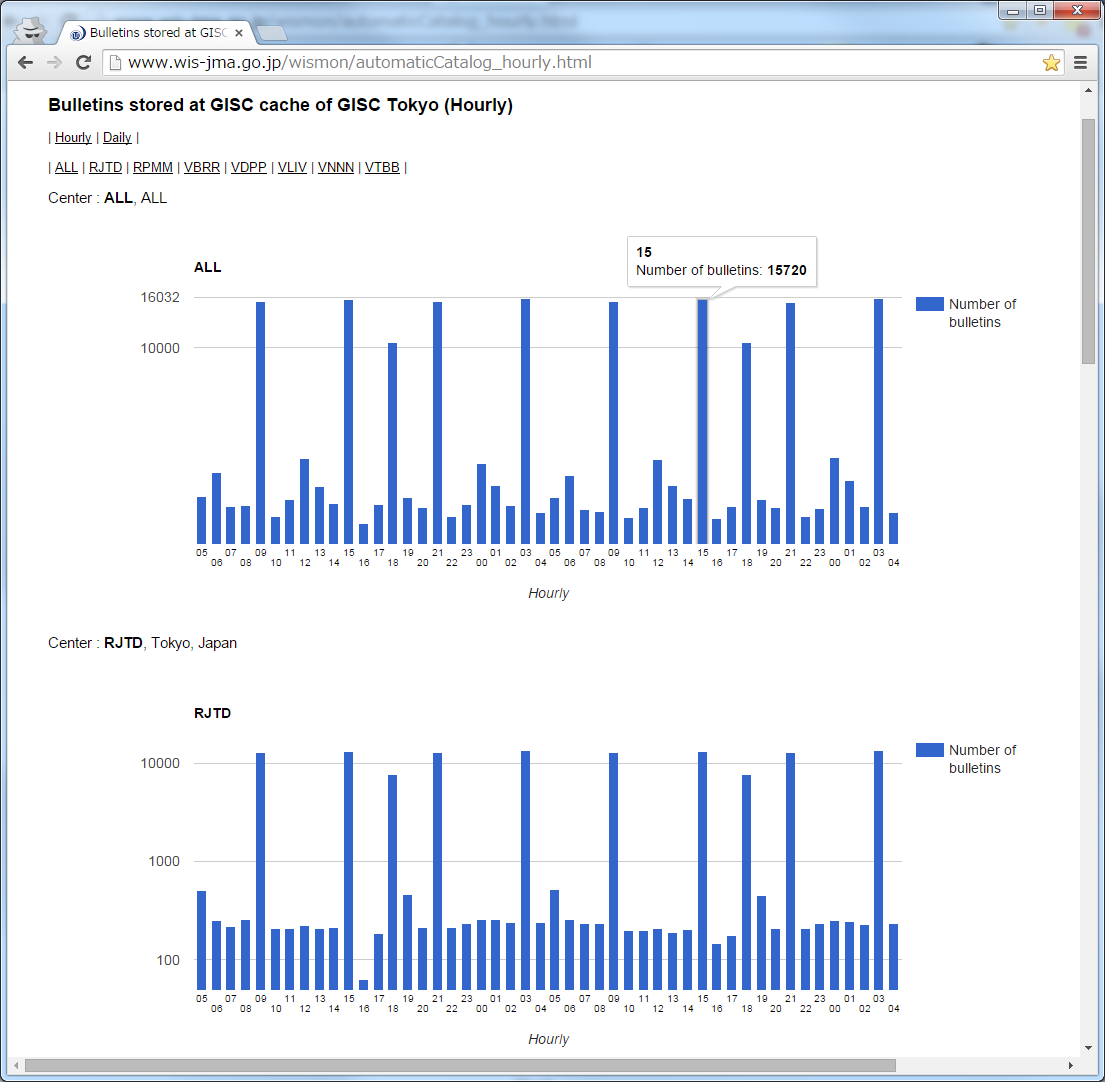 Bulletins stored at GISC
www.wis-jma.go.jp/wismon/automaticCatalog_hourly.html
Bulletins stored at GISC cache of GISC Tokyo (Hourly)
| Hourly | Daily |
| ALL | RJTD | RPMM | VBRR | VDPP | VLIV | VNNN | VTBB |
Center : ALL, ALL
15
Number of bulletins: 15720
ALL
16032
10000
Number of
bulletins
05 07 09 11 13 15 17 19 21 23 01 03 05 07 09 11 13 15 17 19 21 23 01 03
06 08 10 12 14 16 18 20 22 00 02 04 06 08 10 12 14 16 18 20 22 00 02 04
Hourly
Center : RJTD, Tokyo, Japan
RJTD
Number of
bulletins
10000
1000
100
05 07 09 11 13 15 17 19 21 23 01 03 05 07 09 11 13 15 17 19 21 23 01 03
06 08 10 12 14 16 18 20 22 00 02 04 06 08 10 12 14 16 18 20 22 00 02 04
Hourly